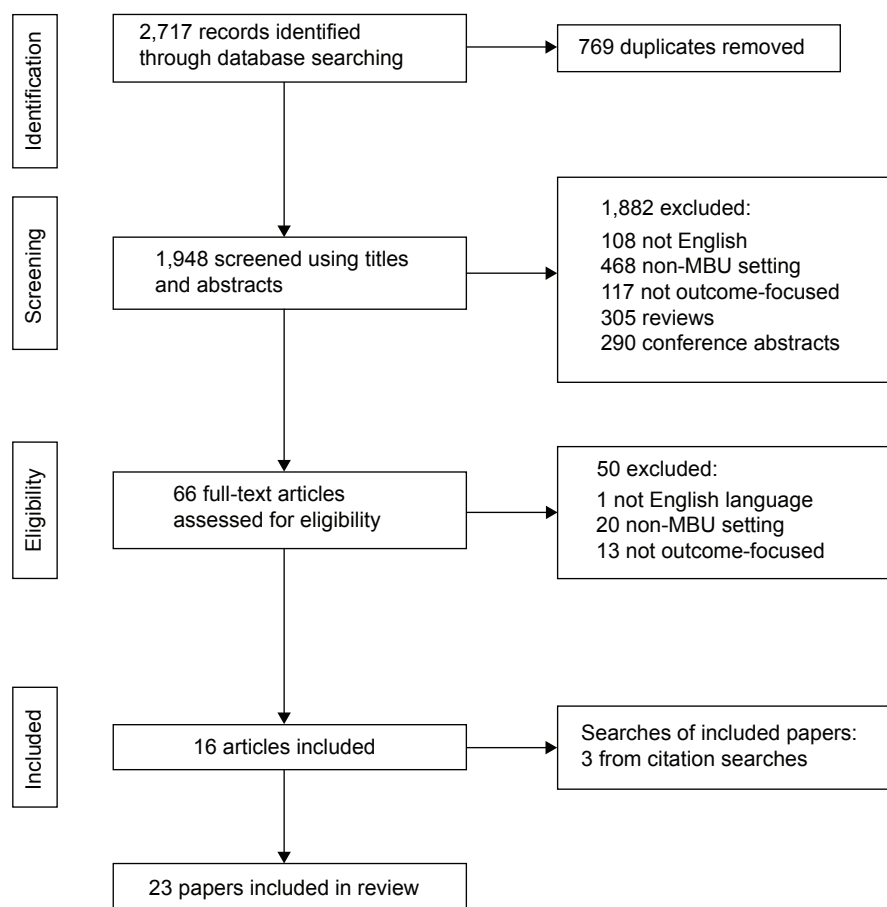 Identification
2,717 records identified
through database searching
769 duplicates removed
Screening
1,948 screened using titles
and abstracts
1,882 excluded:
108 not English
468 non-MBU setting
117 not outcome-focused
305 reviews
290 conference abstracts
Eligibility
66 full-text articles
assessed for eligibility
50 excluded:
1 not English language
20 non-MBU setting
13 not outcome-focused
Included
16 articles included
Searches of included papers:
3 from citation searches
23 papers included in review